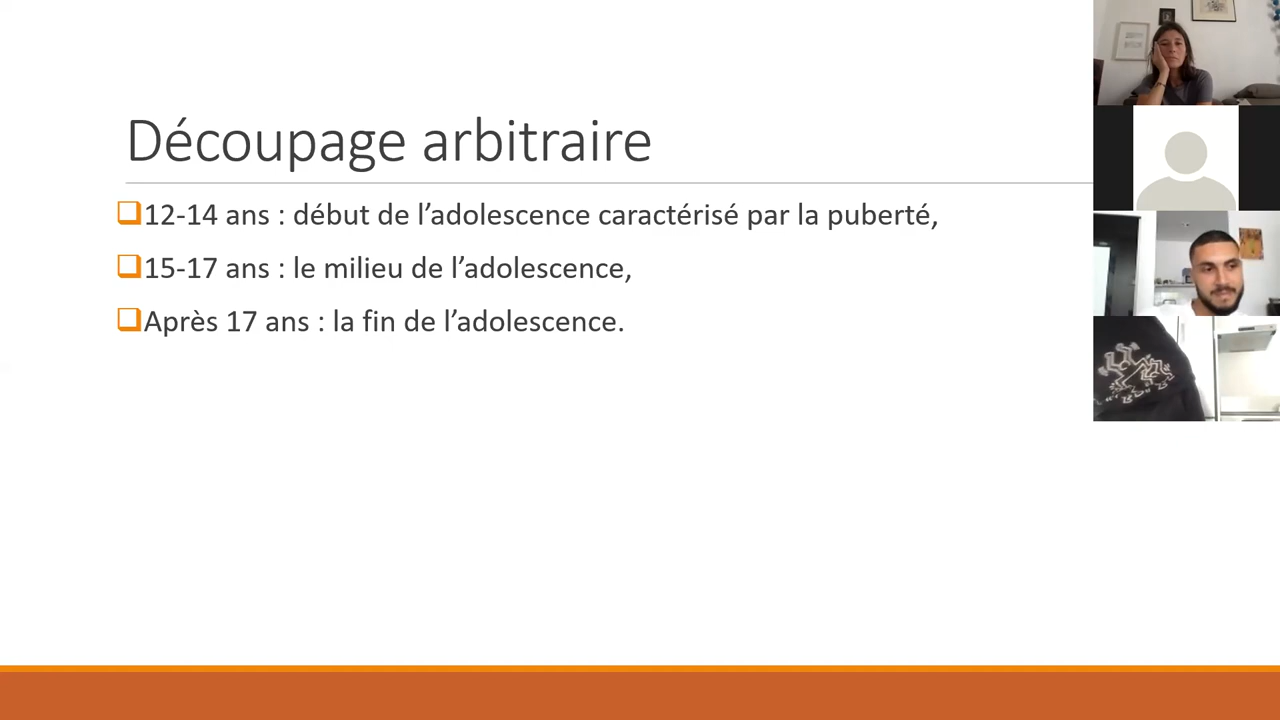 Découpage arbitraire
12-14 ans : début de l’adolescence caractérisé par la puberté,
15-17 ans : le milieu de l’adolescence,
Après 17 ans : la fin de l’adolescence.